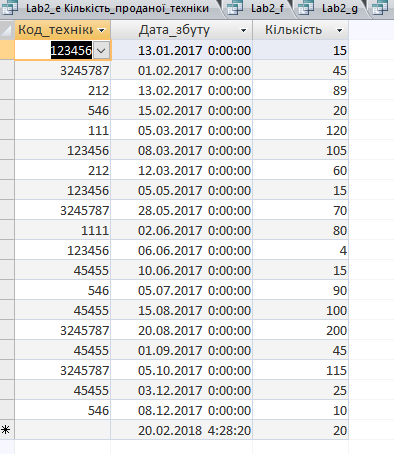 Lab2_e Кількість_проданої_техніки Lab2_f Lab2_g
Код_техніки Дата_збуту Кількість
123456 13.01.2017 0:00:00 15
3245787 01.02.2017 0:00:00 45
212 13.02.2017 0:00:00 89
546 15.02.2017 0:00:00 20
111 05.03.2017 0:00:00 120
123456 08.03.2017 0:00:00 105
212 12.03.2017 0:00:00 60
123456 05.05.2017 0:00:00 15
3245787 28.05.2017 0:00:00 70
1111 02.06.2017 0:00:00 80
123456 06.06.2017 0:00:00 4
45455 10.06.2017 0:00:00 15
546 05.07.2017 0:00:00 90
45455 15.08.2017 0:00:00 100
3245787 20.08.2017 0:00:00 200
45455 01.09.2017 0:00:00 45
3245787 05.10.2017 0:00:00 115
45455 03.12.2017 0:00:00 25
546 08.12.2017 0:00:00 10
20.02.2018 4:28:20 20